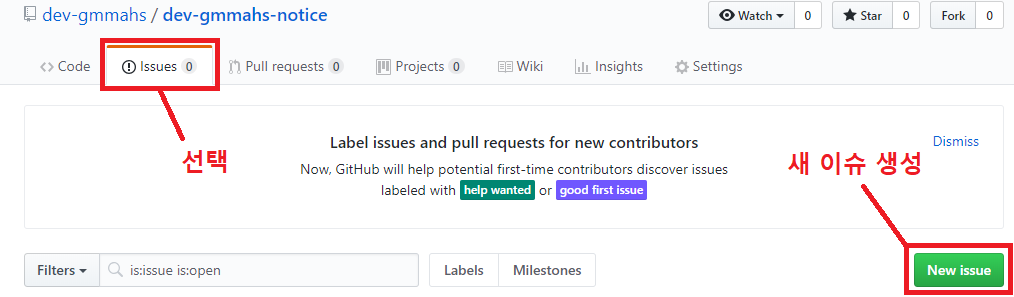 dev-gmmahs / dev-gmmahs-notice
Watch 0 Star 0 Fork 0
Code Issues 0 Pull requests 0 Projects 0 Wiki Insights Settings
선택
Label issues and pull requests for new contributors
Dismiss
Now, GitHub will help potential first-time contributors discover issues
labeled with help wanted or good first issue
새 이슈 생성
Filters is:issue is:open Labels Milestones New issue